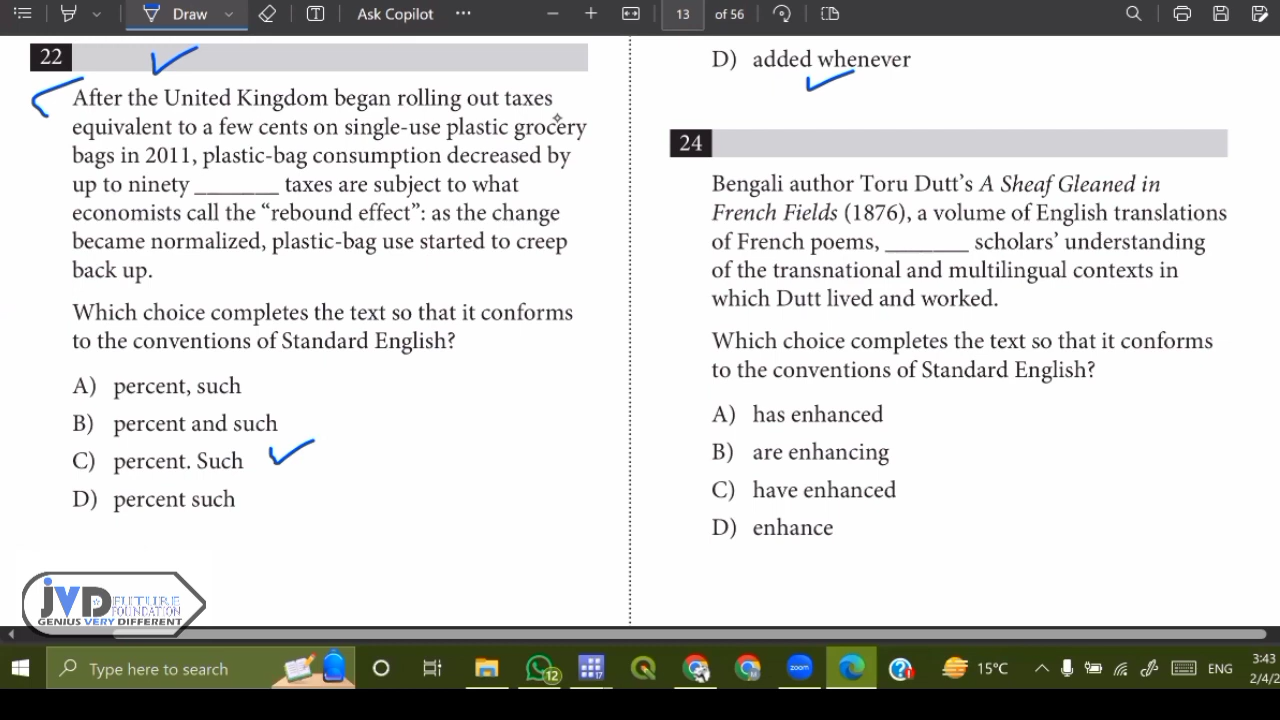 Draw
Ask Copilot
13
of 56
22
After the United Kingdom began rolling out taxes
equivalent to a few cents on single-use plastic grocery
bags in 2011, plastic-bag consumption decreased by
up to ninety _______ taxes are subject to what
economists call the “rebound effect”: as the change
became normalized, plastic-bag use started to creep
back up.
Which choice completes the text so that it conforms
to the conventions of Standard English?
A) percent, such
B) percent and such
C) percent. Such
D) percent such
D) added whenever
24
Bengali author Toru Dutt’s A Sheaf Gleaned in
French Fields (1876), a volume of English translations
of French poems, _______ scholars’ understanding
of the transnational and multilingual contexts in
which Dutt lived and worked.
Which choice completes the text so that it conforms
to the conventions of Standard English?
A) has enhanced
B) are enhancing
C) have enhanced
D) enhance
JVD
FUTURE
FOUNDATION
GENIUS VERY DIFFERENT
Type here to search
12
17
zoom
15°C
ENG
3:43
2/4/2